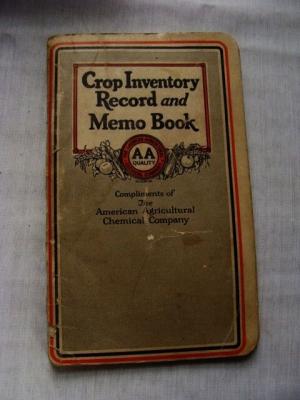 Crop Inventory
Record and
Memo Book
AA
QUALITY
Compliments of
The
American Agricultural
Chemical Company